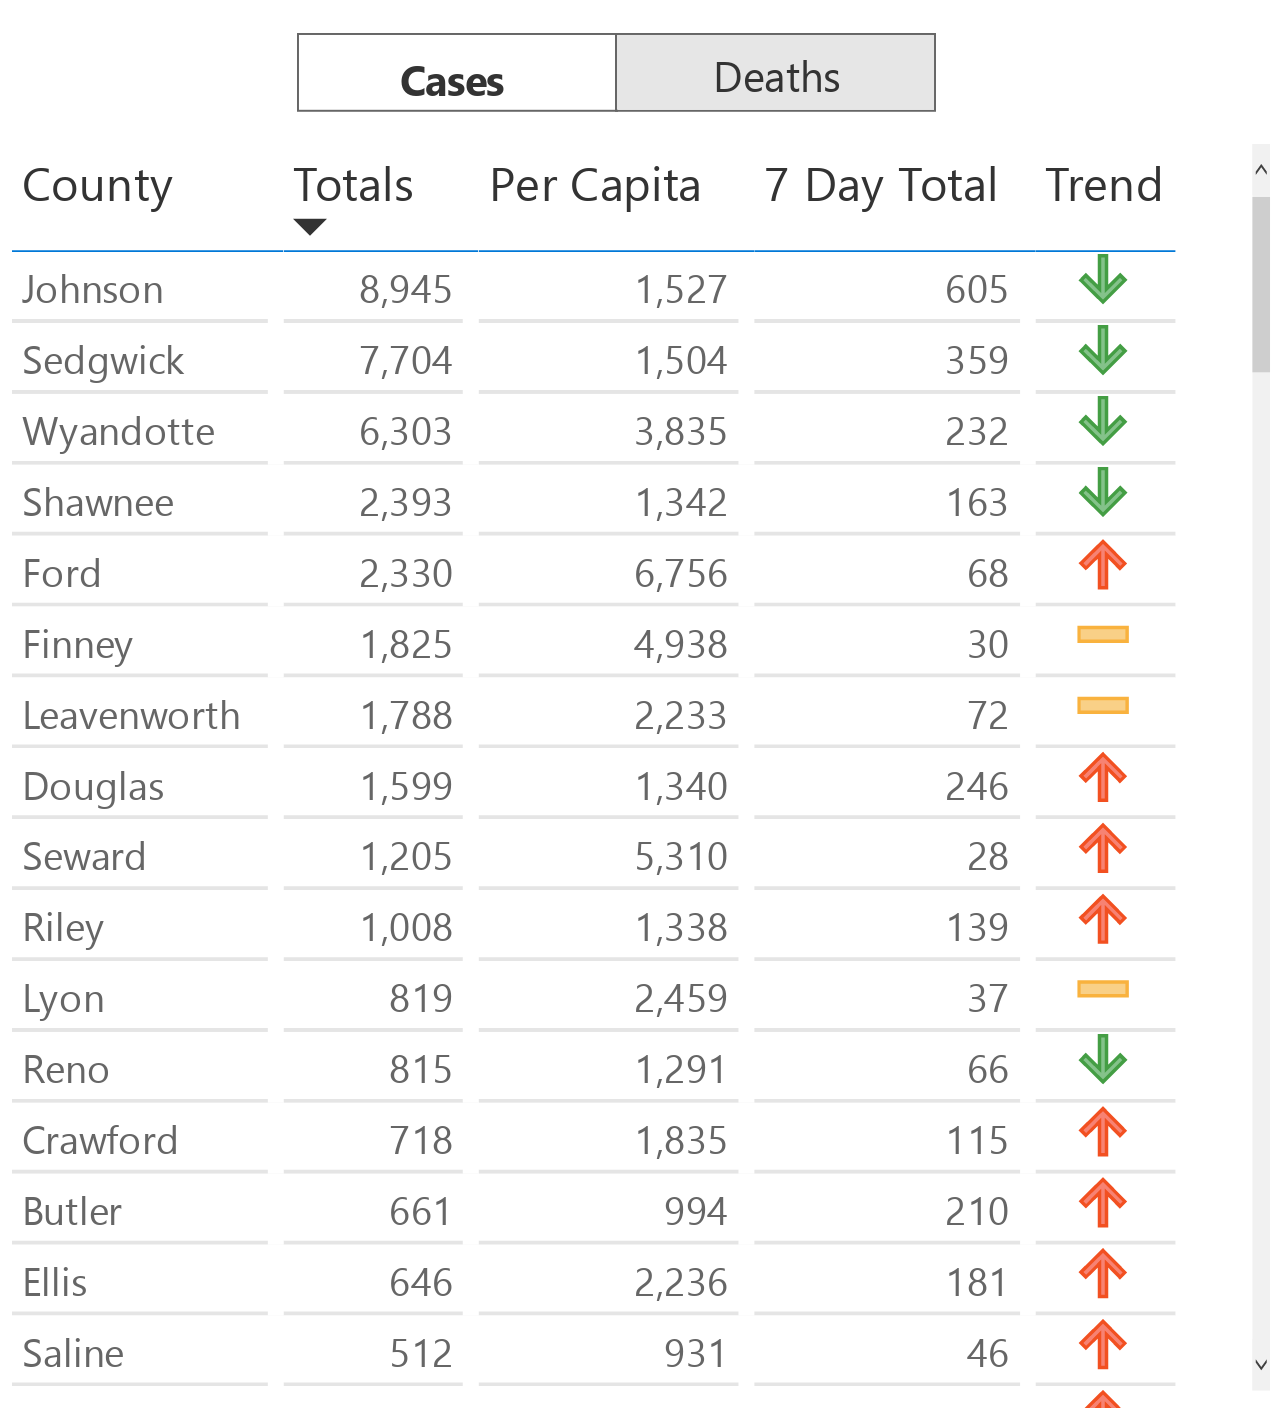 Cases Deaths
County Totals Per Capita 7 Day Total Trend
Johnson 8,945 1,527 605
Sedgwick 7,704 1,504 359
Wyandotte 6,303 3,835 232
Shawnee 2,393 1,342 163
Ford 2,330 6,756 68
Finney 1,825 4,938 30
Leavenworth 1,788 2,233 72
Douglas 1,599 1,340 246
Seward 1,205 5,310 28
Riley 1,008 1,338 139
Lyon 819 2,459 37
Reno 815 1,291 66
Crawford 718 1,835 115
Butler 661 994 210
Ellis 646 2,236 181
Saline 512 931 46